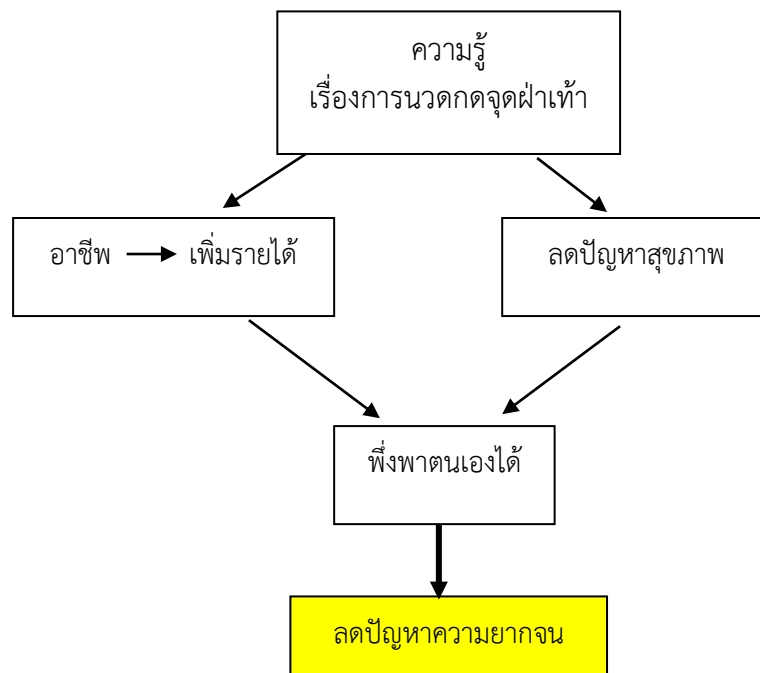 ความรู้
เรื่องการนวดกดจุดฝ่าเท้า
อาชีพ เพิ่มรายได้
ลดปัญหาสุขภาพ
พึ่งพาตนเองได้
ลดปัญหาความยากจน